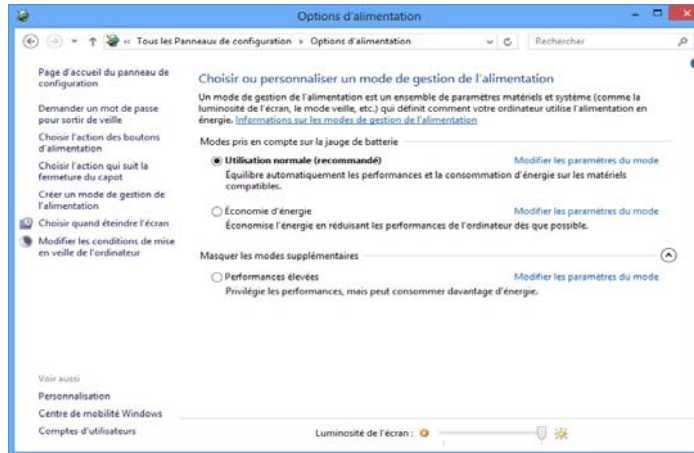 Options d'alimentation
« Tous les Panneaux de configuration Options d'alimentation
Rechercher
Page d'accueil du panneau de
configuration
Demander un mot de passe
pour sortir de veille
Choisir l'action des boutons
d'alimentation
Choisir l'action qui suit la
fermeture du capot
Créer un mode de gestion de
l'alimentation
Choisir quand éteindre l'écran
Modifier les conditions de mise
en veille de l'ordinateur
Choisir ou personnaliser un mode de gestion de l'alimentation
Un mode de gestion de l'alimentation est un ensemble de paramètres matériels et système (comme la
luminosité de l'écran, le mode veille, etc.) qui définit comment votre ordinateur utilise l'alimentation en
énergie. Informations sur les modes de gestion de l'alimentation
Modes pris en compte sur la jauge de batterie
Utilisation normale (recommandé) Modifier les paramètres du mode
Équilibre automatiquement les performances et la consommation d'énergie sur les matériels
compatibles.
Économie d'énergie Modifier les paramètres du mode
Économise l'énergie en réduisant les performances de l'ordinateur dès que possible.
Masquer les modes supplémentaires
Performances élevées Modifier les paramètres du mode
Privilégie les performances, mais peut consommer davantage d'énergie.
Voir aussi
Personnalisation
Centre de mobilité Windows
Comptes d'utilisateurs
Luminosité de l'écran :